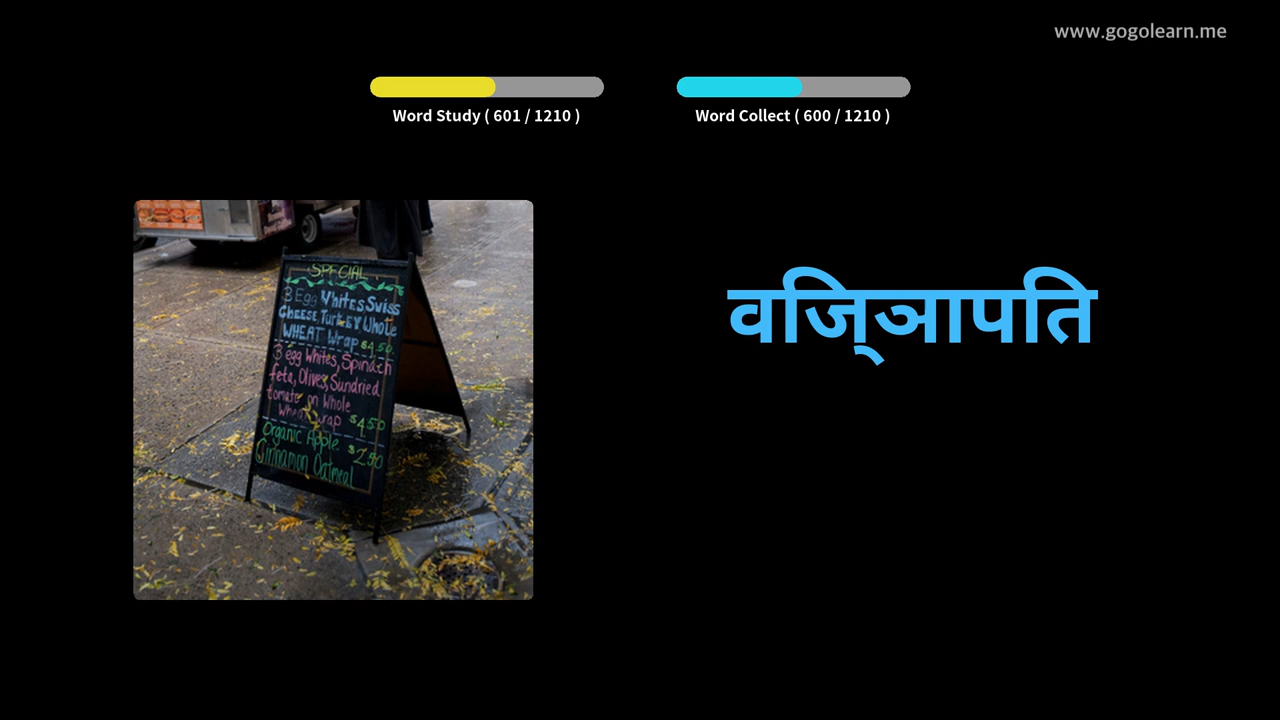 www.gogolearn.me
Word Study ( 601 / 1210 )
Word Collect ( 600 / 1210 )
वजि्ञापति
SPECIAL
3 Egg Whites, Swiss
Cheese, Turkey Whole
WHEAT Wrap $4.50
3 egg Whites, Spinach
feta, Olives, Sundried
tomato on Whole
Wheat Wrap $4.50
Organic Apple
Cinnamon Oatmeal $2.50